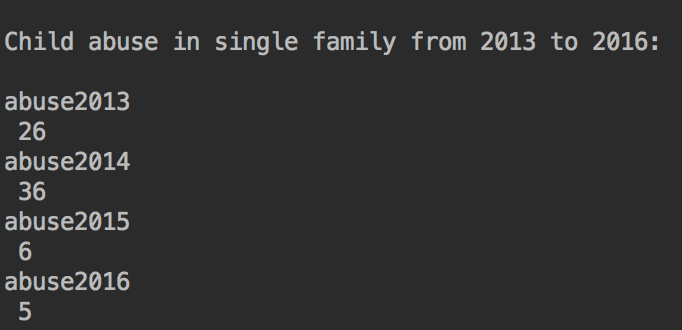 Child abuse in single family from 2013 to 2016:
abuse2013
26
abuse2014
36
abuse2015
6
abuse2016
5